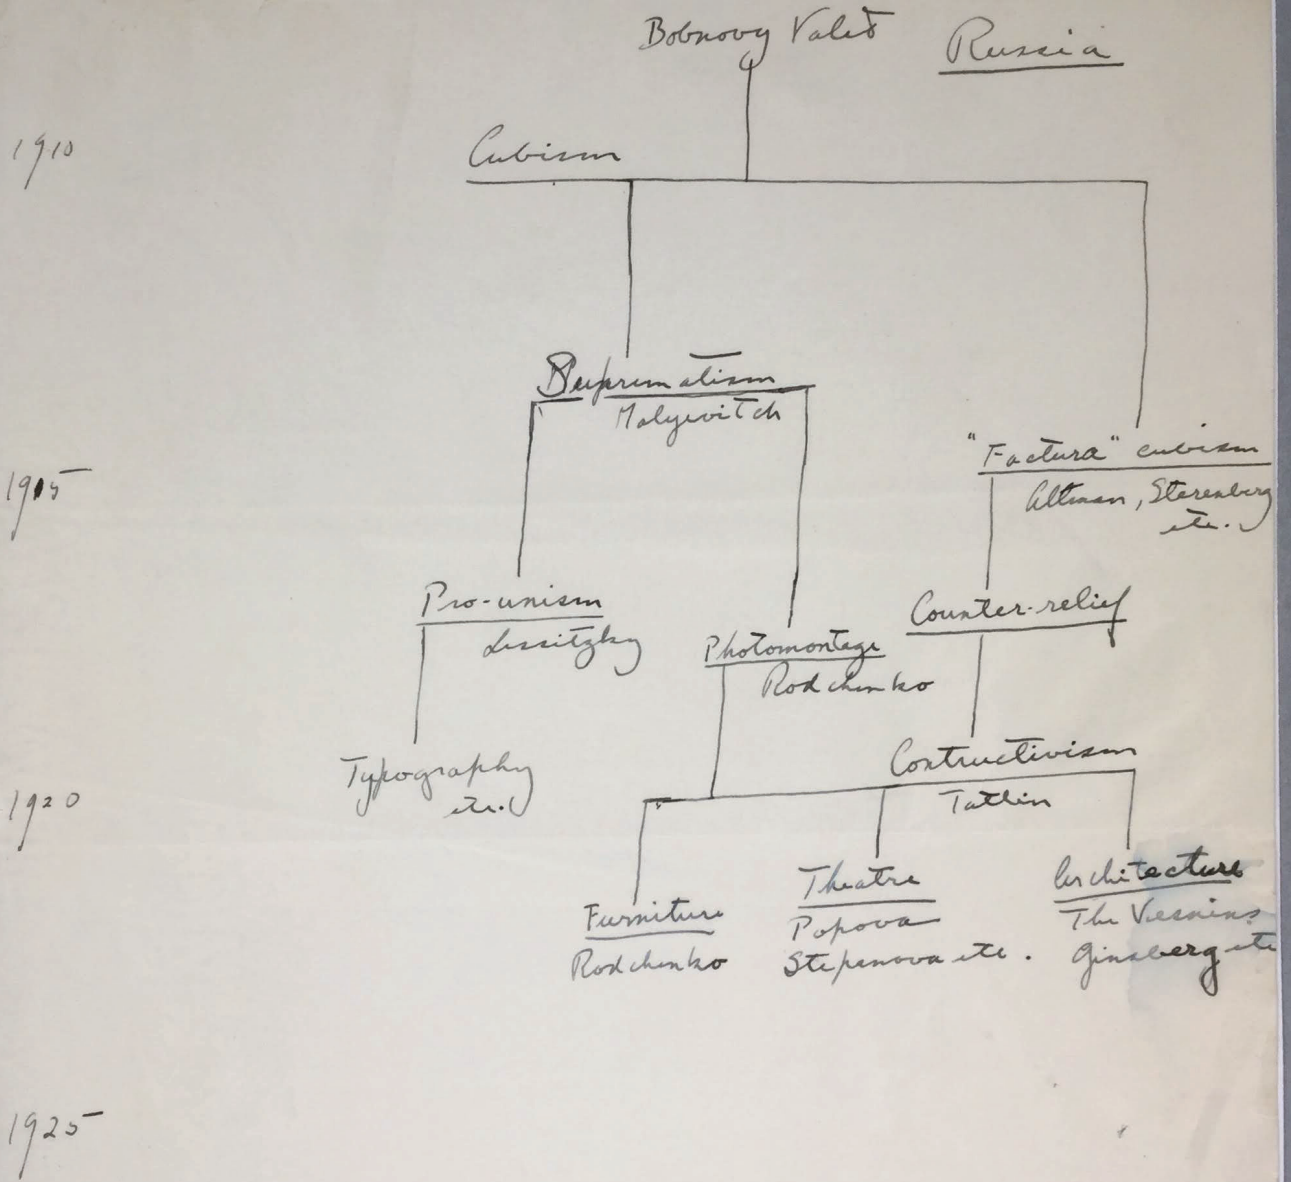 Bobnovy Valet
Russia
1910
Cubism
Suprematism
Malyevitch
"Factura" cubism
Altman, Sterenberg
etc.
1915
Pro-unism
Lissitzky
Photomontage
Rodchenko
Counter-relief
Contructivism
Tatlin
Typography
etc.
1920
Furniture
Rodchenko
Theatre
Popova
Stepanova etc.
Architecture
The Vesnins
Ginsberg etc
1925